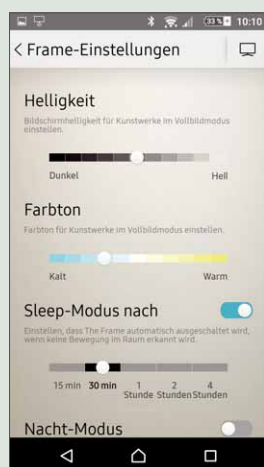 33% 10:10
< Frame-Einstellungen
Helligkeit
Bildschirmhelligkeit für Kunstwerke im Vollbildmodus
einstellen.
Dunkel Hell
Farbton
Farbton für Kunstwerke im Vollbildmodus einstellen.
Kalt Warm
Sleep-Modus nach
Einstellen, dass The Frame automatisch ausgeschaltet wird,
wenn keine Bewegung im Raum erkannt wird.
15 min 30 min 1 2 4
Stunde Stunden Stunden
Nacht-Modus